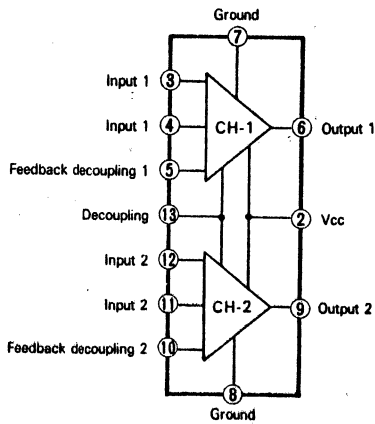 Ground
7
Input 1 3
Input 1 4 CH-1 6 Output 1
Feedback decoupling 1 5
Decoupling 13 2 Vcc
Input 2 12
Input 2 11 CH-2 9 Output 2
Feedback decoupling 2 10
8
Ground